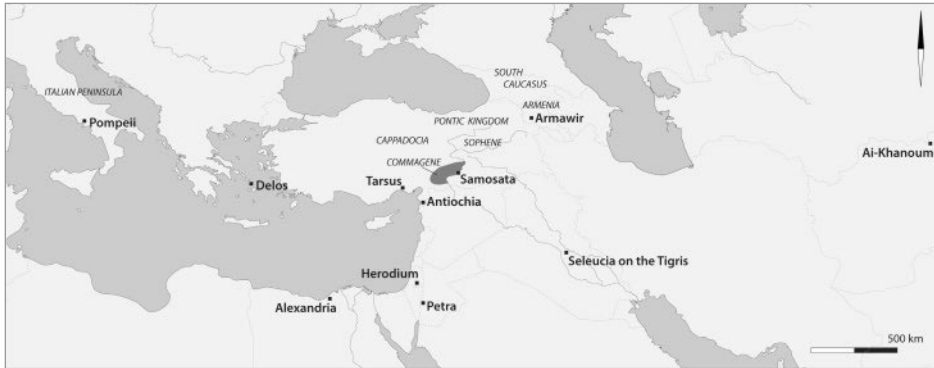 SOUTH
CAUCASUS
ITALIAN PENINSULA
ARMENIA
Pompeii
PONTIC KINGDOM
Armawir
CAPPADOCIA
SOPHENE
Ai-Khanoum
COMMAGENE
Delos
Tarsus
Samosata
Antiochia
Seleucia on the Tigris
Herodium
Alexandria
Petra
500 km